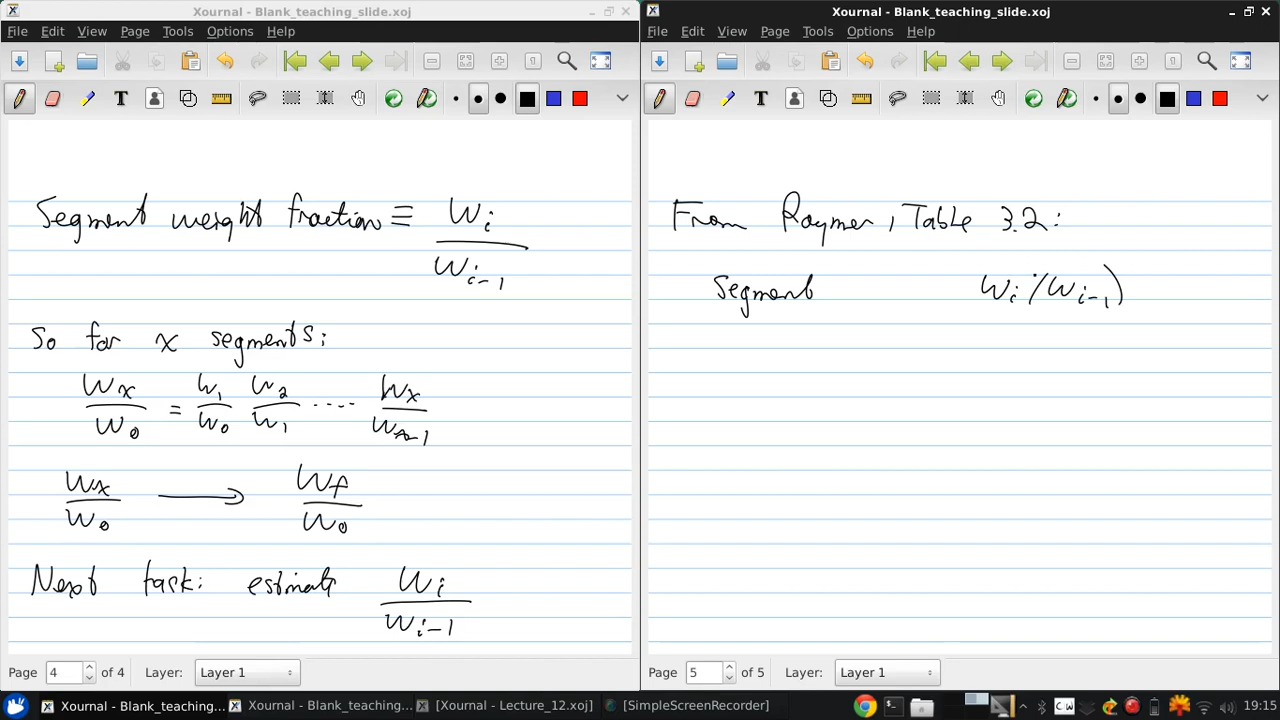 Xournal - Blank_teaching_slide.xoj
File Edit View Page Tools Options Help
Segment weight fraction ≡ Wi / Wi-1
So for x segments:
Wx / W0 = W1 / W0 W2 / W1 .... Wx / Wx-1
Wx / W0 → Wf / W0
Next task: estimate Wi / Wi-1
Page 4 of 4 Layer: Layer 1
Xournal - Blank_teaching_slide.xoj
File Edit View Page Tools Options Help
From Raymer, Table 3.2:
Segment (Wi/Wi-1)
Page 5 of 5 Layer: Layer 1
Xournal - Blank_teaching_... Xournal - Blank_teaching_... [Xournal - Lecture_12.xoj] [SimpleScreenRecorder] CW 19:15